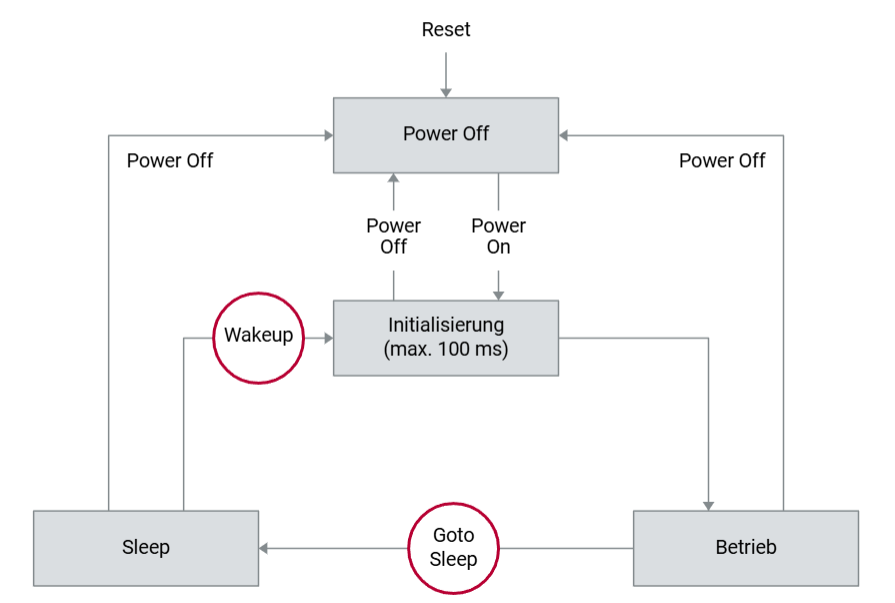 Reset
Power Off
Power Off
Power Off
Power
Off
Power
On
Wakeup
Initialisierung
(max. 100 ms)
Sleep
Goto
Sleep
Betrieb